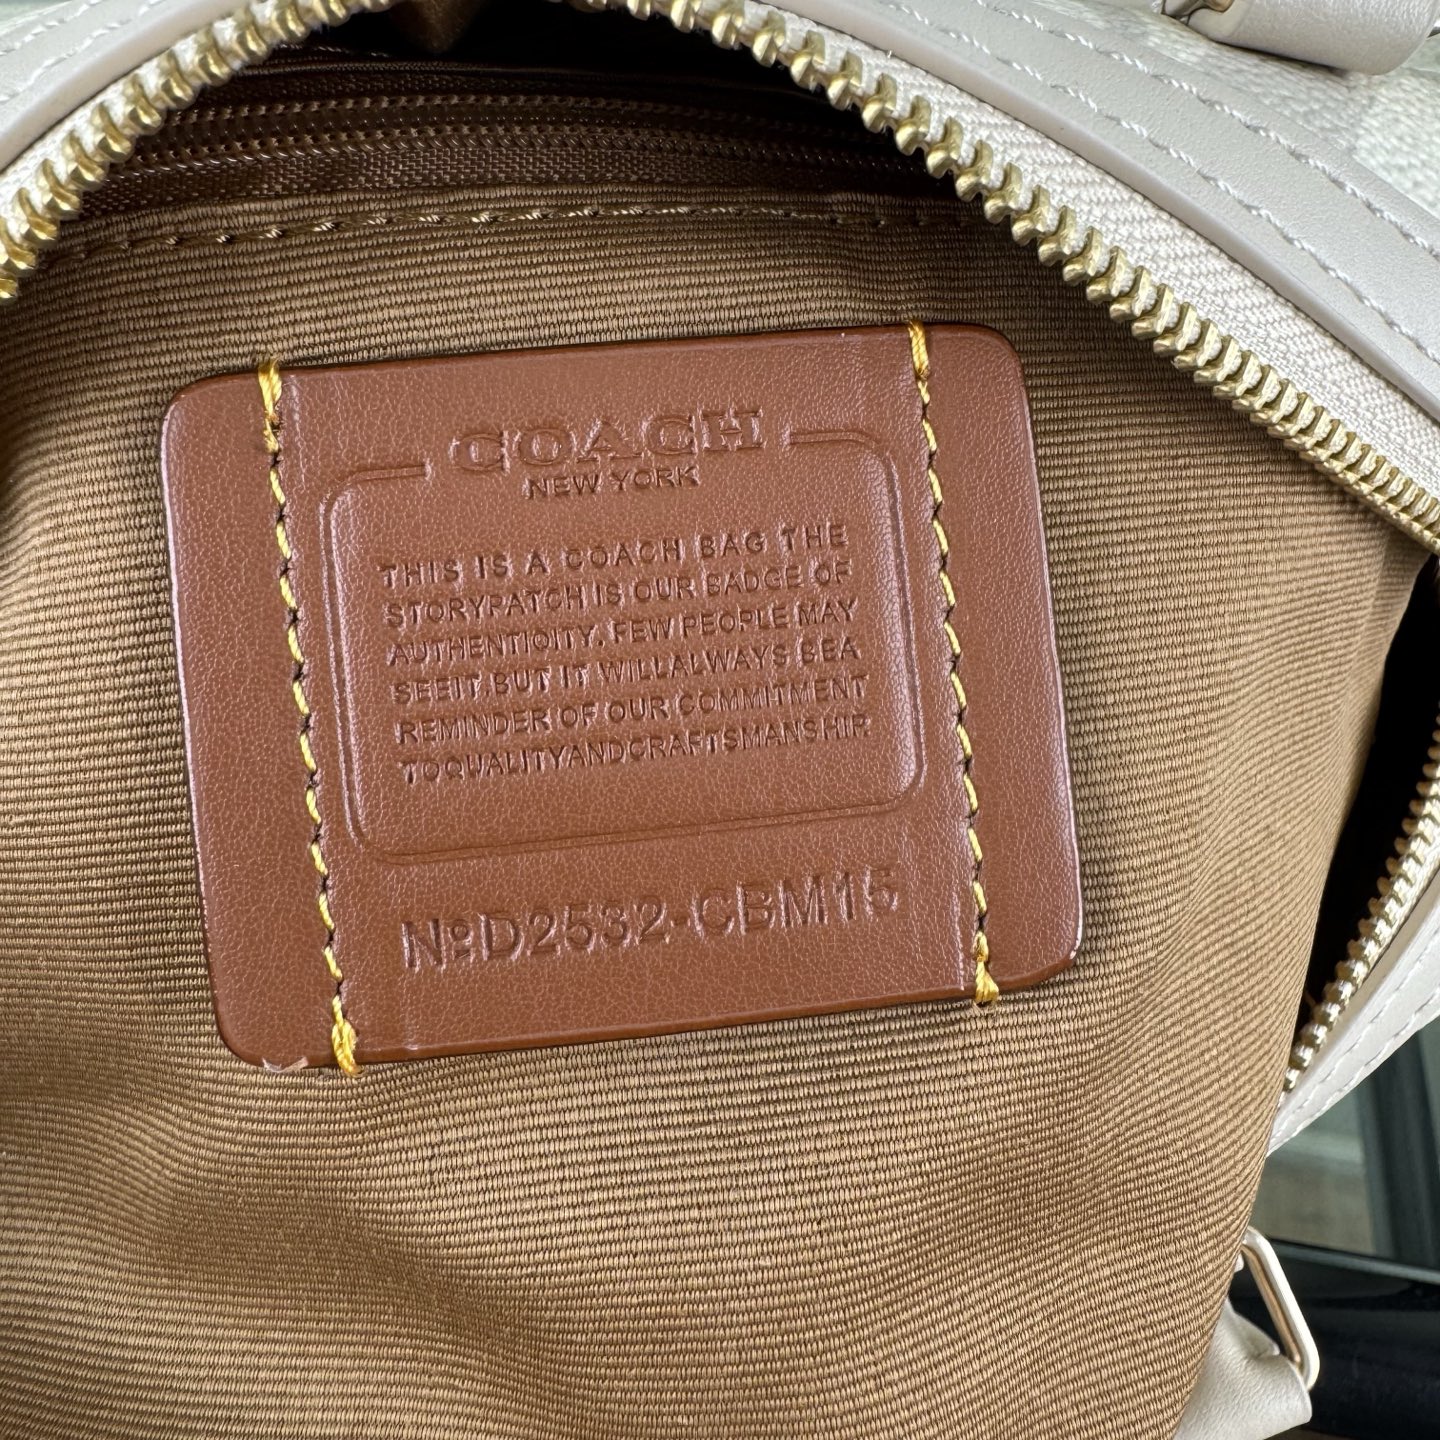 COACH
NEW YORK
THIS IS A COACH BAG THE
STORYPATCH IS OUR BADGE OF
AUTHENTIOITY. FEW PEOPLE MAY
SEEIT.BUT IT WILLALWAYS BEA
REMINDER OF OUR COMMITMENT
TOQUALITYANDCRAFTSMANSHIP.
NºD2532-CBM15